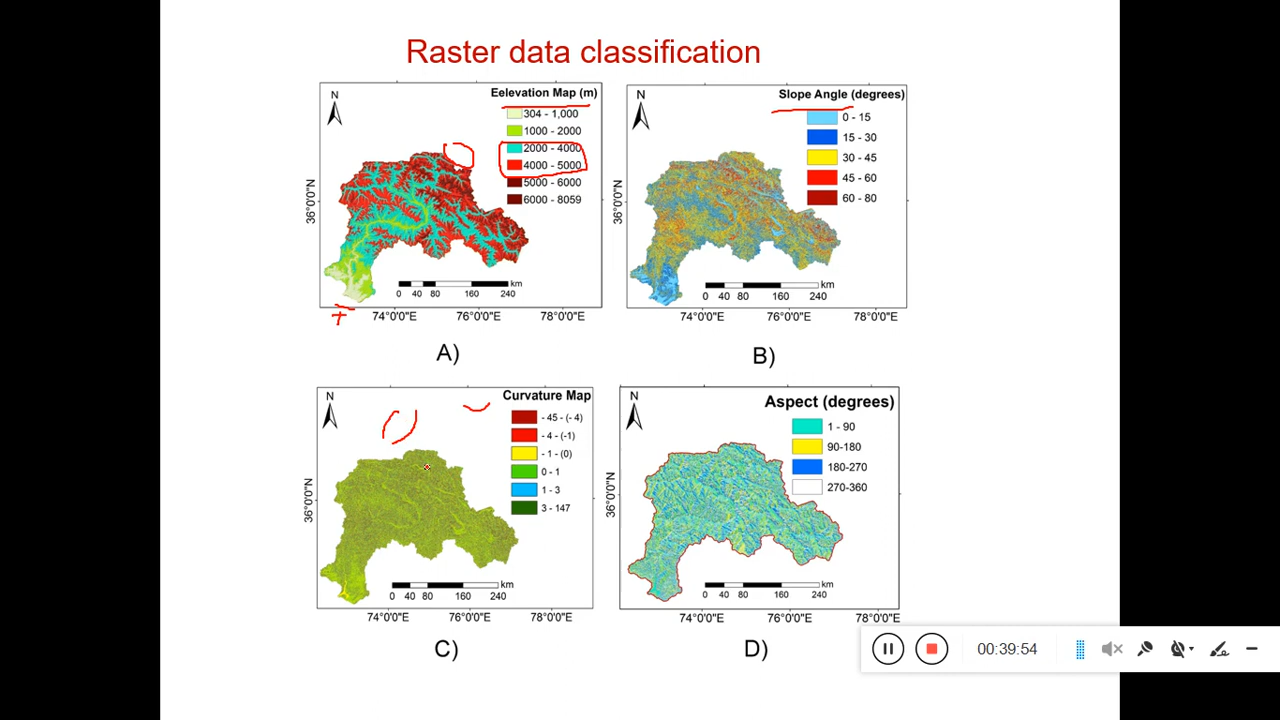 Raster data classification
N
Eelevation Map (m)
304 - 1,000
1000 - 2000
2000 - 4000
4000 - 5000
5000 - 6000
6000 - 8059
36°0'0"N
km
0 40 80 160 240
74°0'0"E 76°0'0"E 78°0'0"E
A)
N
Slope Angle (degrees)
0 - 15
15 - 30
30 - 45
45 - 60
60 - 80
36°0'0"N
km
0 40 80 160 240
74°0'0"E 76°0'0"E 78°0'0"E
B)
N
Curvature Map
- 45 - (- 4)
- 4 - (-1)
- 1 - (0)
0 - 1
1 - 3
3 - 147
36°0'0"N
km
0 40 80 160 240
74°0'0"E 76°0'0"E 78°0'0"E
C)
N
Aspect (degrees)
1 - 90
90-180
180-270
270-360
36°0'0"N
km
0 40 80 160 240
74°0'0"E 76°0'0"E 78°0'0"E
D)
00:39:54